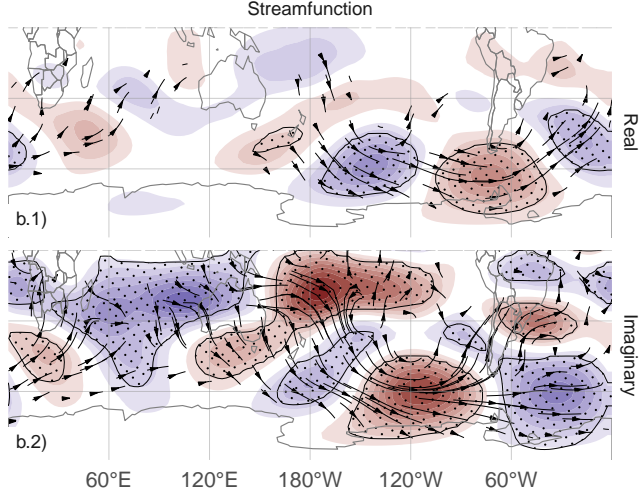 Streamfunction
Real
b.1)
Imaginary
b.2)
60°E 120°E 180°W 120°W 60°W